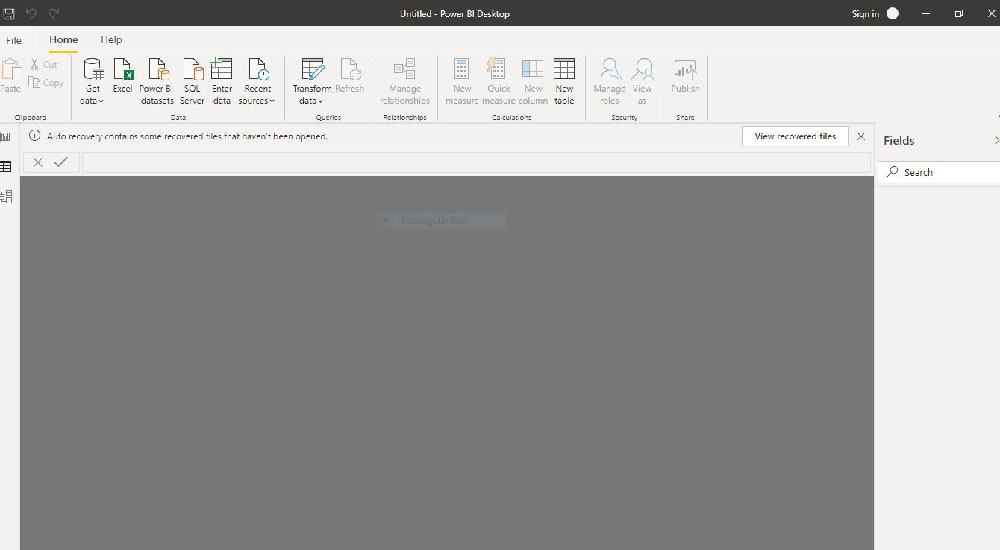 Untitled - Power BI Desktop
Sign in
File Home Help
Paste
Cut
Copy
Clipboard
Get
data
Excel
Power BI
datasets
SQL
Server
Enter
data
Recent
sources
Data
Transform
data
Refresh
Queries
Manage
relationships
Relationships
New
measure
Quick
measure
New
column
New
table
Calculations
Manage
roles
View
as
Security
Publish
Share
Auto recovery contains some recovered files that haven't been opened.
View recovered files
Fields
Search
Rectangular Snip